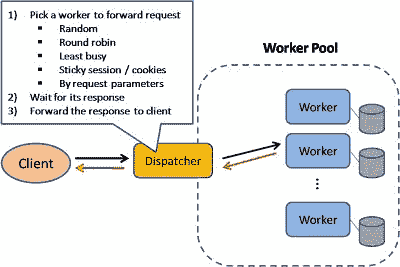 1) Pick a worker to forward request
▪ Random
▪ Round robin
▪ Least busy
▪ Sticky session / cookies
▪ By request parameters
2) Wait for its response
3) Forward the response to client
Worker Pool
Worker
Client
Dispatcher
Worker
...
Worker